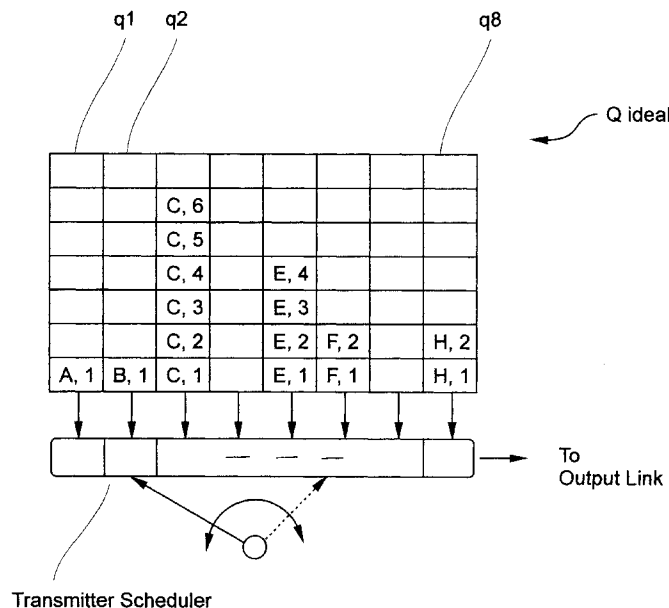 q1 q2 q8
Q ideal
C, 6
C, 5
C, 4 E, 4
C, 3 E, 3
C, 2 E, 2 F, 2 H, 2
A, 1 B, 1 C, 1 E, 1 F, 1 H, 1
To
Output Link
Transmitter Scheduler